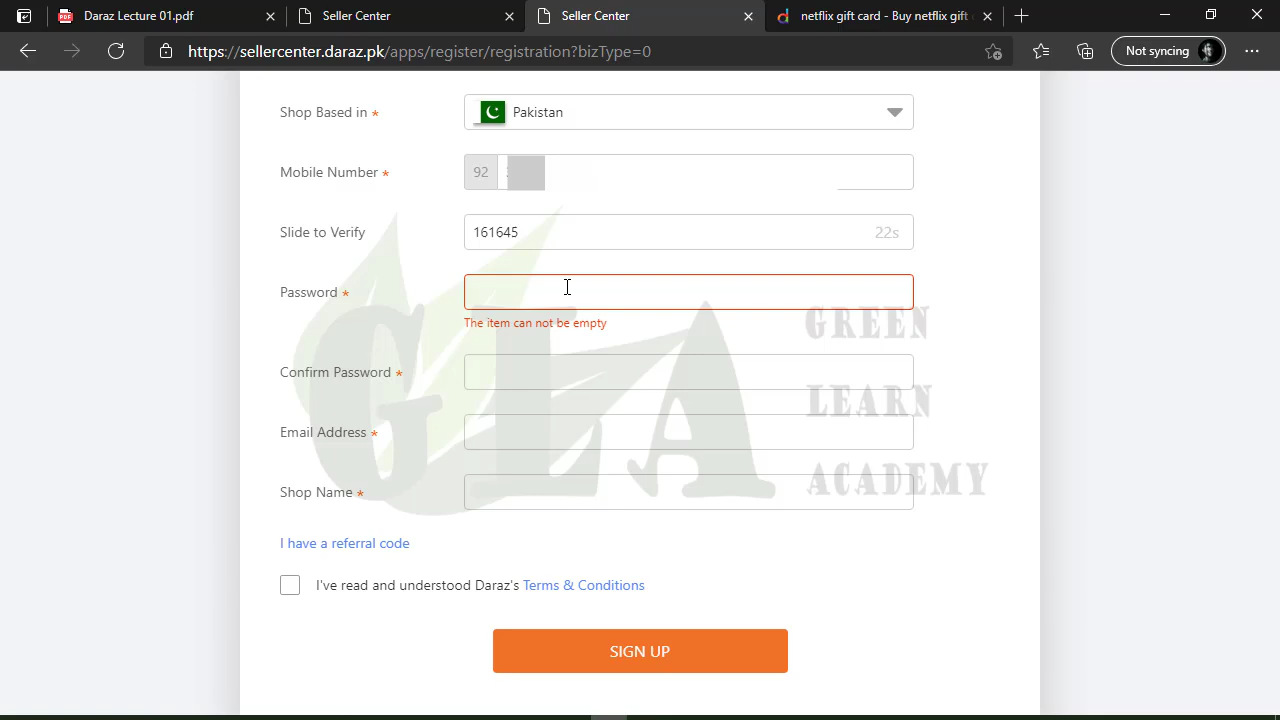 Daraz Lecture 01.pdf
Seller Center
Seller Center
netflix gift card - Buy netflix gift
https://sellercenter.daraz.pk/apps/register/registration?bizType=0
Not syncing
Shop Based in *
Pakistan
Mobile Number *
92
Slide to Verify
161645
22s
Password *
The item can not be empty
Confirm Password *
Email Address *
Shop Name *
GLA
GREEN
LEARN
ACADEMY
I have a referral code
I've read and understood Daraz's Terms & Conditions
SIGN UP